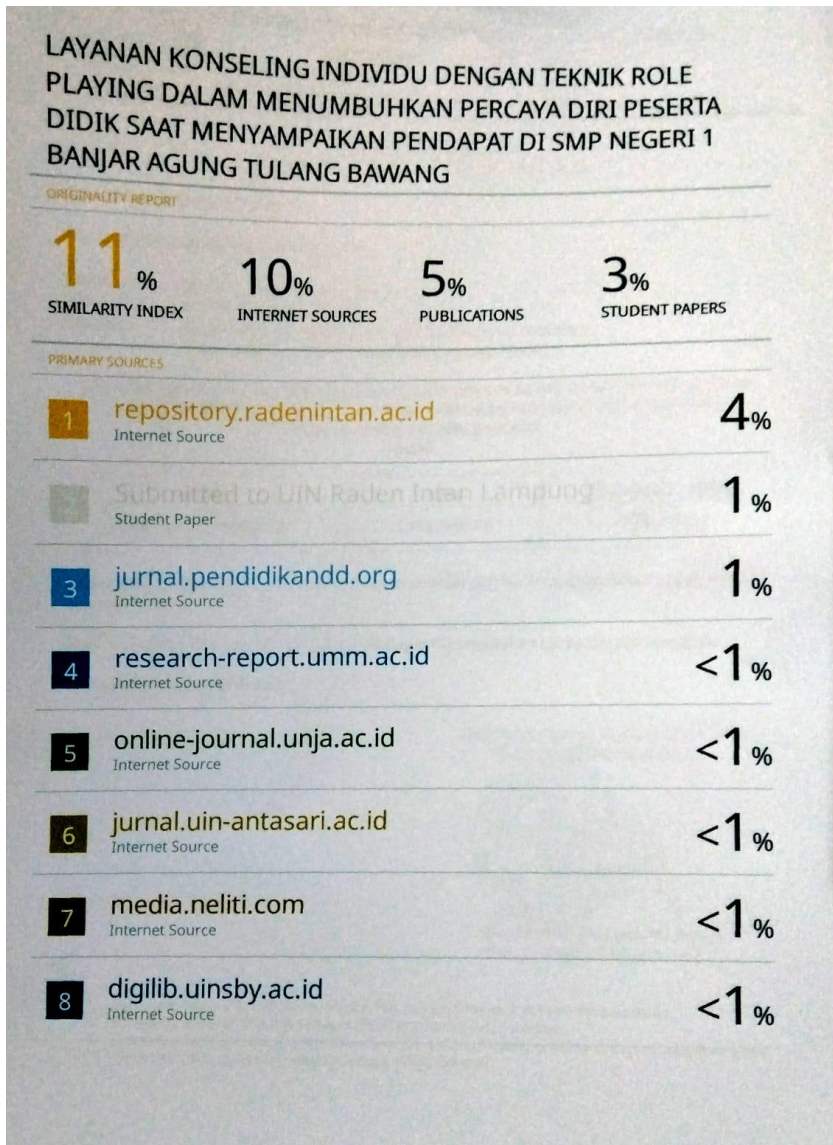 LAYANAN KONSELING INDIVIDU DENGAN TEKNIK ROLE
PLAYING DALAM MENUMBUHKAN PERCAYA DIRI PESERTA
DIDIK SAAT MENYAMPAIKAN PENDAPAT DI SMP NEGERI 1
BANJAR AGUNG TULANG BAWANG
ORIGINALITY REPORT
11% 10% 5% 3%
SIMILARITY INDEX INTERNET SOURCES PUBLICATIONS STUDENT PAPERS
PRIMARY SOURCES
1 repository.radenintan.ac.id 4%
Internet Source
Submitted to UIN Raden Intan Lampung 1%
Student Paper
3 jurnal.pendidikandd.org 1%
Internet Source
4 research-report.umm.ac.id <1%
Internet Source
5 online-journal.unja.ac.id <1%
Internet Source
6 jurnal.uin-antasari.ac.id <1%
Internet Source
7 media.neliti.com <1%
Internet Source
8 digilib.uinsby.ac.id <1%
Internet Source